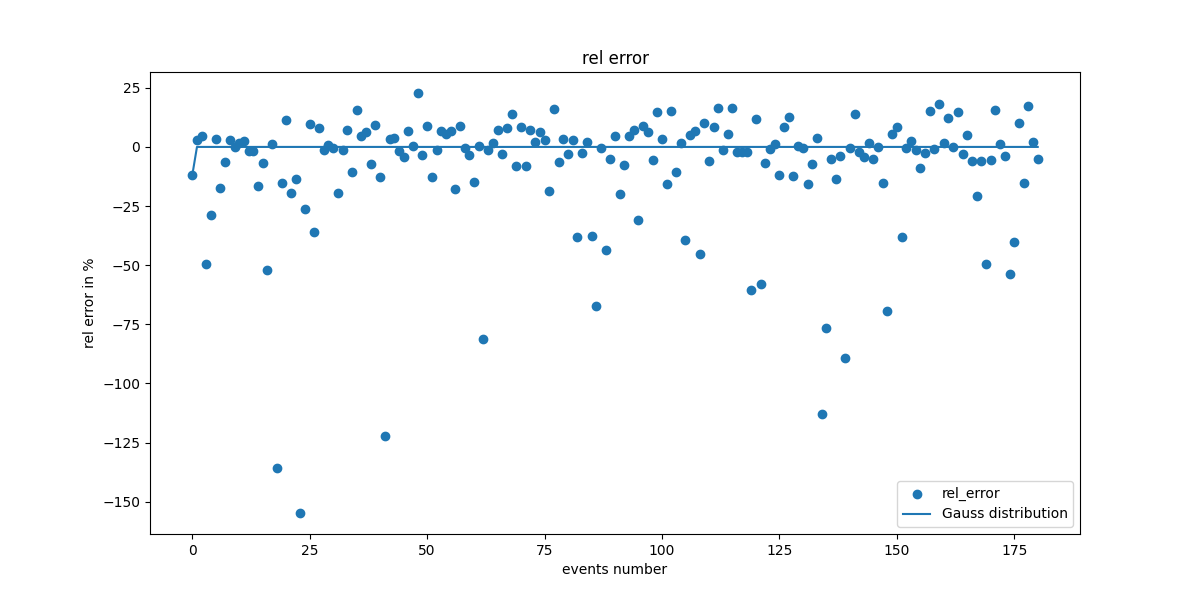 rel error
25
0
−25
−50
−75
−100
−125
−150
rel error in %
0 25 50 75 100 125 150 175
events number
rel_error
Gauss distribution